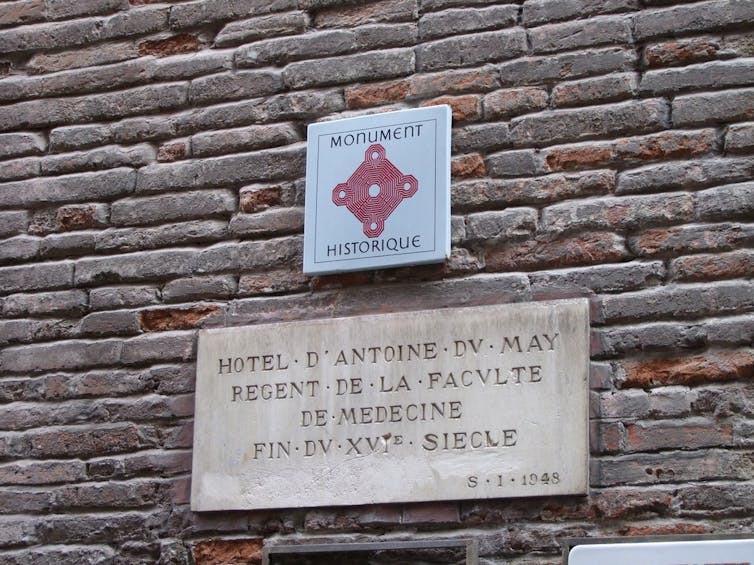 MONUMENT
HISTORIQUE
HOTEL · D'ANTOINE · DV · MAY
REGENT · DE · LA · FACVLTE
DE · MEDECINE
FIN · DV · XVIᴱ · SIECLE
S · I · 1948